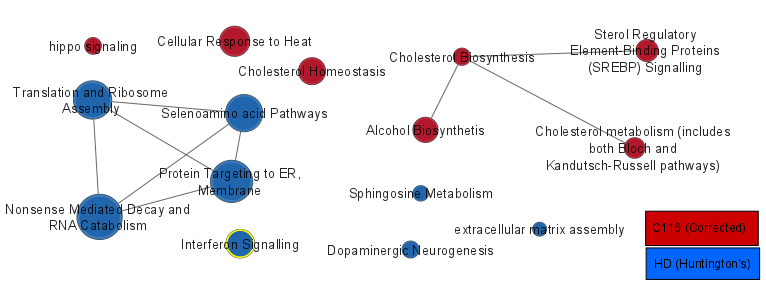 hippo signaling
Cellular Response to Heat
Cholesterol Homeostasis
Cholesterol Biosynthesis
Sterol Regulatory
Element-Binding Proteins
(SREBP) Signalling
Translation and Ribosome
Assembly
Selenoamino acid Pathways
Alcohol Biosynthetis
Cholesterol metabolism (includes
both Bloch and
Kandutsch-Russell pathways)
Protein Targeting to ER,
Membrane
Sphingosine Metabolism
Nonsense Mediated Decay and
RNA Catabolism
Interferon Signalling
Dopaminergic Neurogenesis
extracellular matrix assembly
C116 (Corrected)
HD (Huntington's)